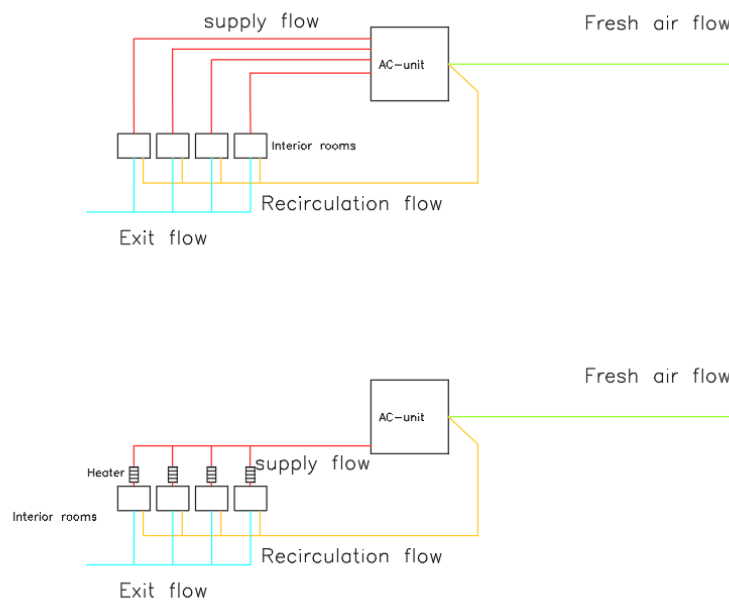 supply flow
Fresh air flow
AC-unit
Interior rooms
Recirculation flow
Exit flow
Fresh air flow
AC-unit
supply flow
Heater
Interior rooms
Recirculation flow
Exit flow